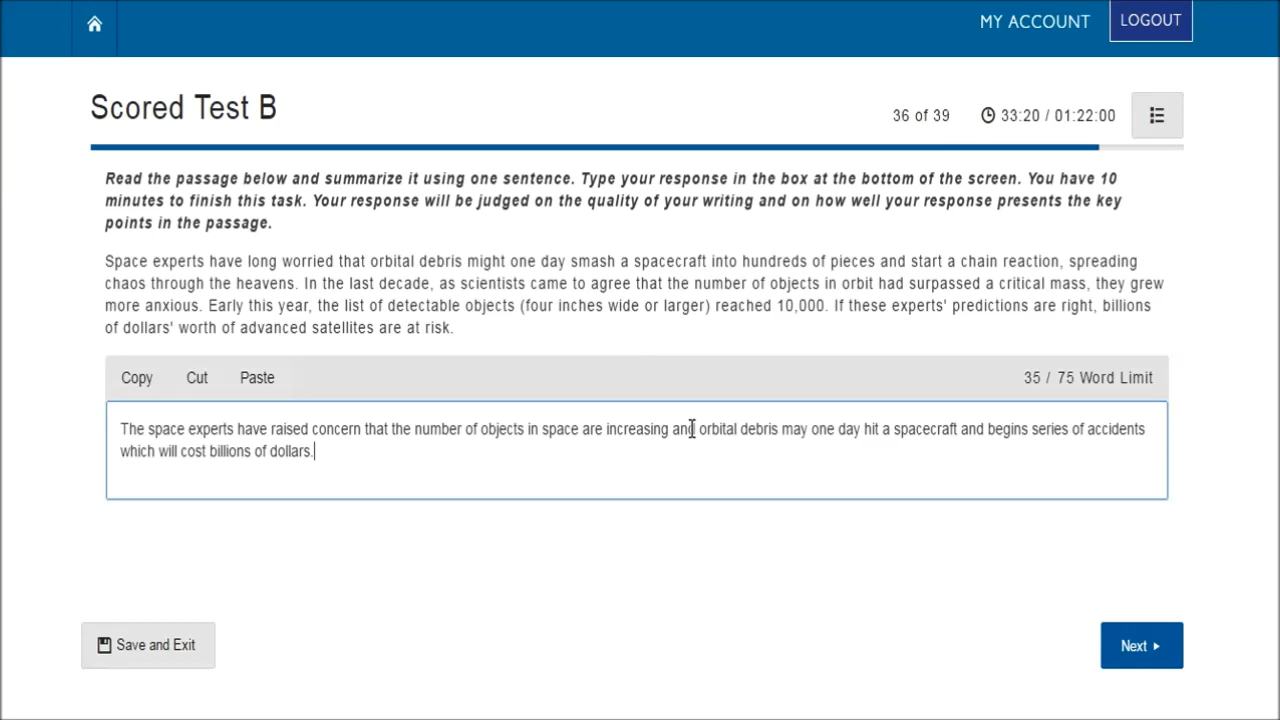 MY ACCOUNT
LOGOUT
Scored Test B
36 of 39
33:20 / 01:22:00
Read the passage below and summarize it using one sentence. Type your response in the box at the bottom of the screen. You have 10
minutes to finish this task. Your response will be judged on the quality of your writing and on how well your response presents the key
points in the passage.
Space experts have long worried that orbital debris might one day smash a spacecraft into hundreds of pieces and start a chain reaction, spreading
chaos through the heavens. In the last decade, as scientists came to agree that the number of objects in orbit had surpassed a critical mass, they grew
more anxious. Early this year, the list of detectable objects (four inches wide or larger) reached 10,000. If these experts' predictions are right, billions
of dollars' worth of advanced satellites are at risk.
Copy
Cut
Paste
35 / 75 Word Limit
The space experts have raised concern that the number of objects in space are increasing and orbital debris may one day hit a spacecraft and begins series of accidents
which will cost billions of dollars.
Save and Exit
Next